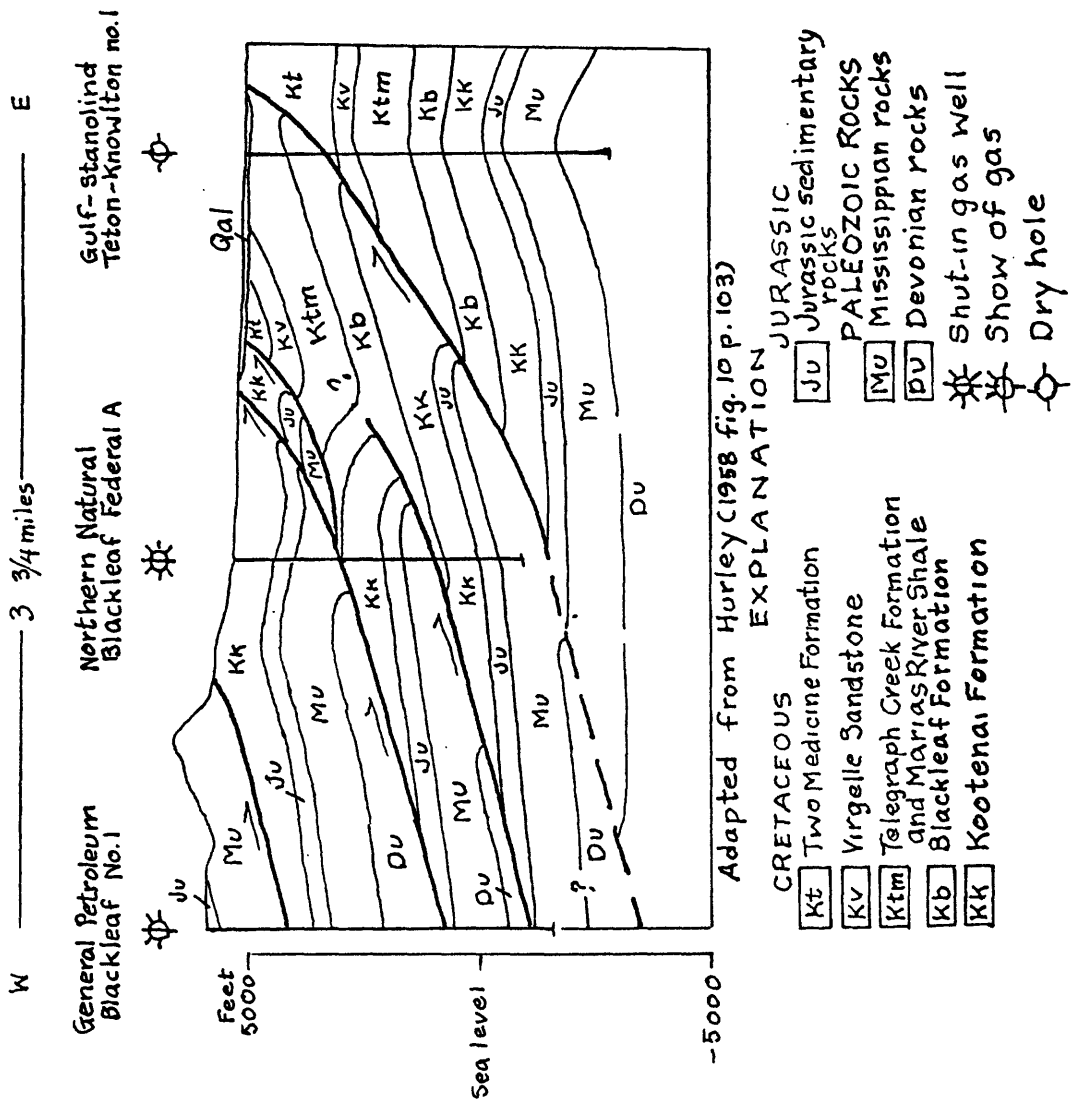 W — 3 3/4 miles — E
General Petroleum
Blackleaf No.1
Northern Natural
Blackleaf Federal A
Gulf-Stanolind
Teton-Knowlton no.1
Feet
5000
Sea level
-5000
Ju
Mu
Kk
Ju
Mu
Du
Ju
Mu
Du
?
Du
Kk
Kk
Ju
Mu
Kk
Ju
Mu
Kt
Kv
Ktm
?
Kb
Kk
Ju
Qal
Kb
Kk
Ju
Mu
Du
Kt
Kv
Ktm
Kb
Kk
Ju
Mu
Adapted from Hurley (1958 fig. 10 p. 103)
EXPLANATION
CRETACEOUS
Kt Two Medicine Formation
Kv Virgelle Sandstone
Ktm Telegraph Creek Formation
and Marias River Shale
Kb Blackleaf Formation
Kk Kootenai Formation
JURASSIC
Ju Jurassic sedimentary
rocks
PALEOZOIC ROCKS
Mu Mississippian rocks
Du Devonian rocks
Shut-in gas well
Show of gas
Dry hole